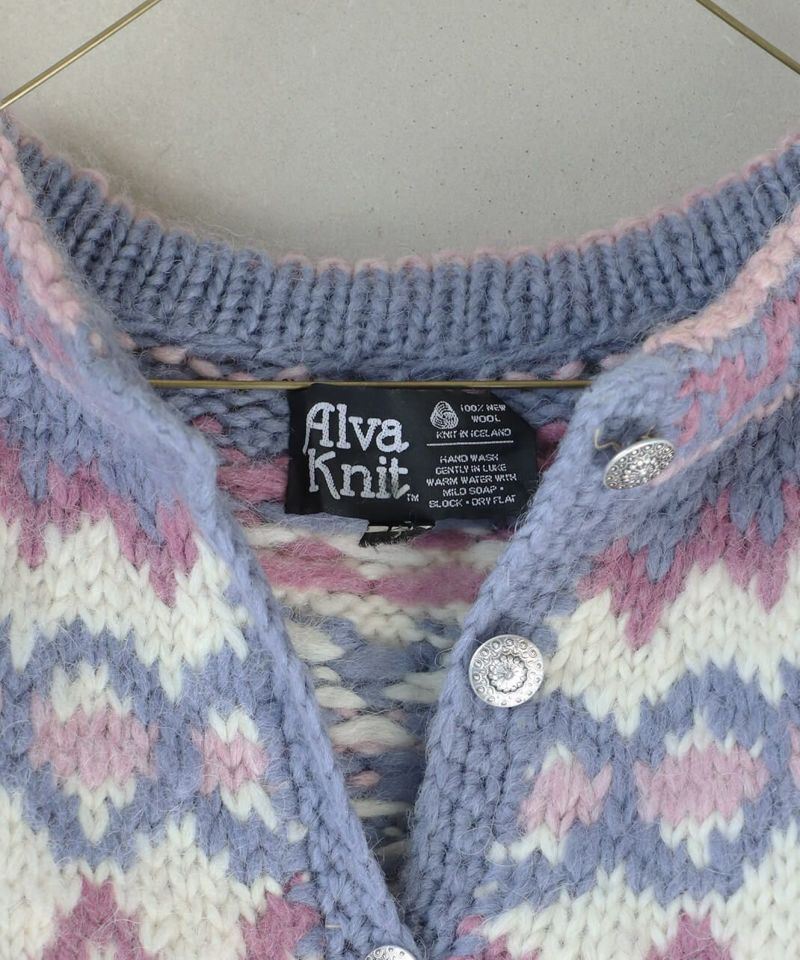 Alva
Knit
TM
100% NEW
WOOL
KNIT IN ICELAND
HAND WASH
GENTLY IN LUKE
WARM WATER WITH
MILD SOAP •
BLOCK • DRY FLAT